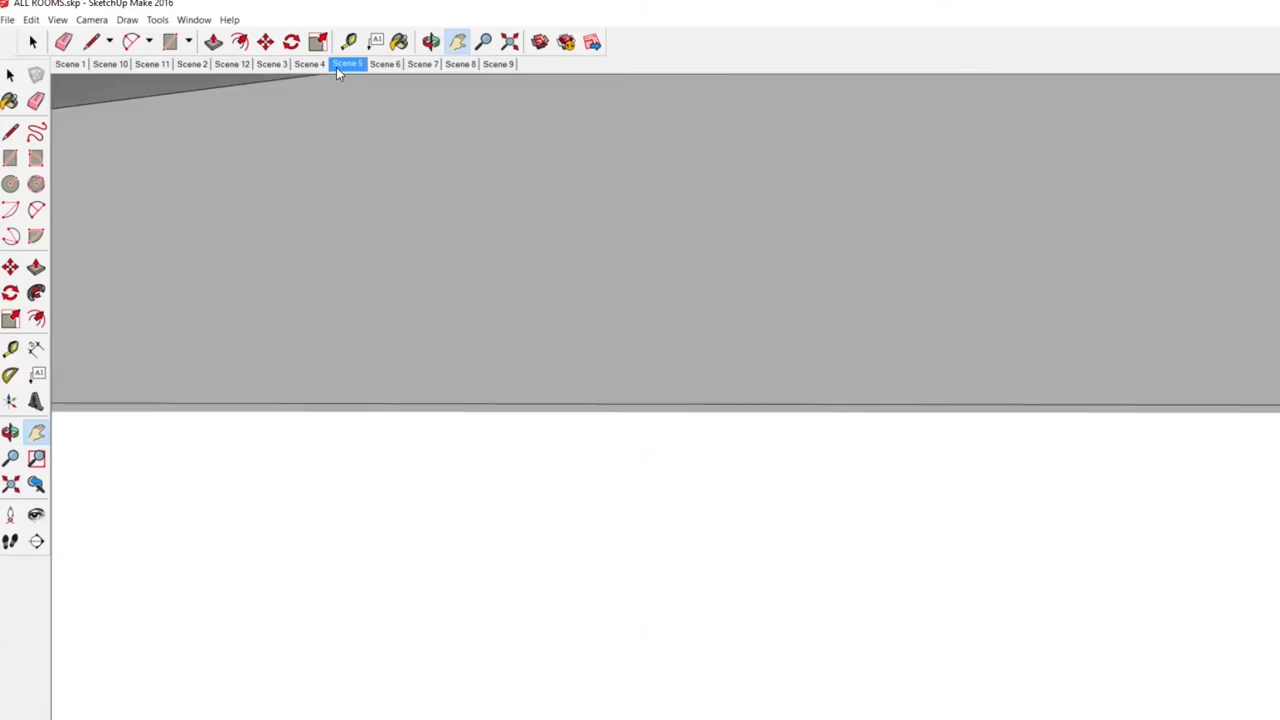 ALL ROOMS.skp - SketchUp Make 2016
File Edit View Camera Draw Tools Window Help
Scene 1 Scene 10 Scene 11 Scene 2 Scene 12 Scene 3 Scene 4 Scene 5 Scene 6 Scene 7 Scene 8 Scene 9